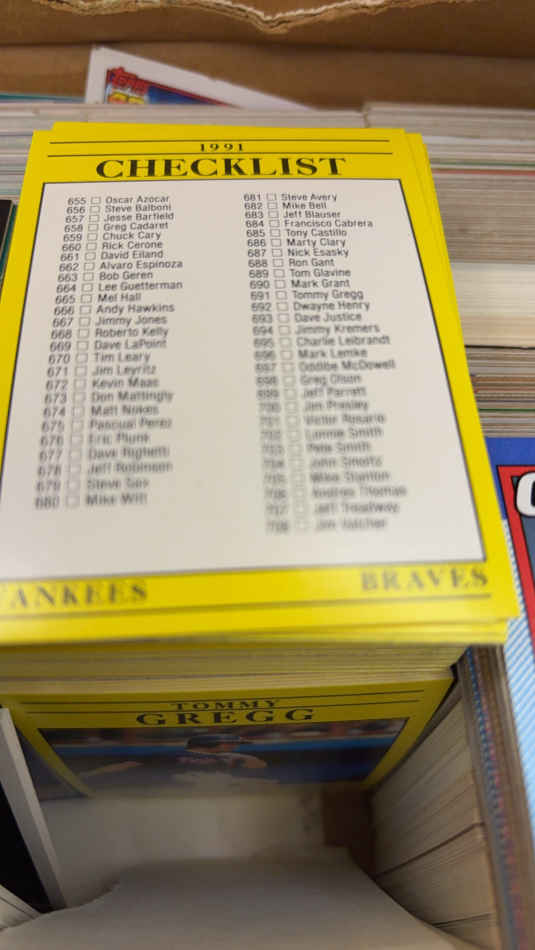 1991
CHECKLIST
655 Oscar Azocar
656 Steve Balboni
657 Jesse Barfield
658 Greg Cadaret
659 Chuck Cary
660 Rick Cerone
661 David Eiland
662 Alvaro Espinoza
663 Bob Geren
664 Lee Guetterman
665 Mel Hall
666 Andy Hawkins
667 Jimmy Jones
668 Roberto Kelly
669 Dave LaPoint
670 Tim Leary
671 Jim Leyritz
672 Kevin Maas
673 Don Mattingly
674 Matt Nokes
675 Pascual Perez
676 Eric Plunk
677 Dave Righetti
678 Jeff Robinson
679 Steve Sax
680 Mike Witt
681 Steve Avery
682 Mike Bell
683 Jeff Blauser
684 Francisco Cabrera
685 Tony Castillo
686 Marty Clary
687 Nick Esasky
688 Ron Gant
689 Tom Glavine
690 Mark Grant
691 Tommy Gregg
692 Dwayne Henry
693 Dave Justice
694 Jimmy Kremers
695 Charlie Leibrandt
696 Mark Lemke
697 Oddibe McDowell
698 Greg Olson
699 Jeff Parrett
700 Jim Presley
701 Victor Rosario
702 Lonnie Smith
703 Pete Smith
704 John Smoltz
705 Mike Stanton
706 Andres Thomas
707 Jeff Treadway
708 Jim Vatcher
YANKEES
BRAVES
TOMMY
GREGG